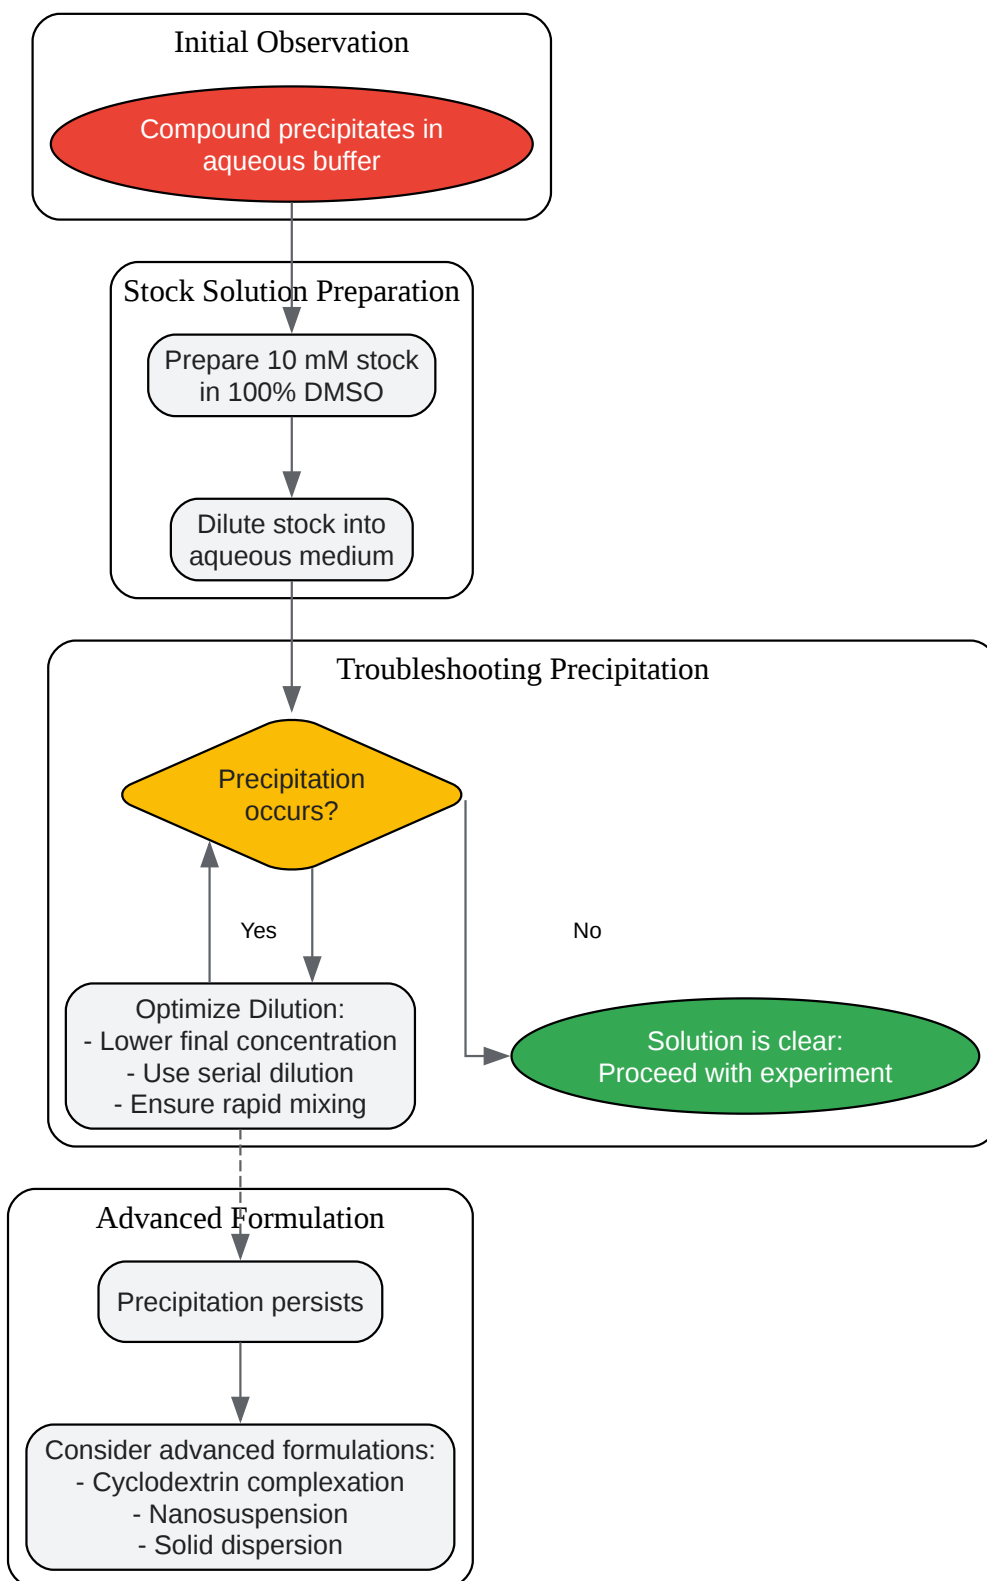 Initial Observation
Compound precipitates in
aqueous buffer
Stock Solution Preparation
Prepare 10 mM stock
in 100% DMSO
Dilute stock into
aqueous medium
Troubleshooting Precipitation
Precipitation
occurs?
Yes
No
Optimize Dilution:
- Lower final concentration
- Use serial dilution
- Ensure rapid mixing
Solution is clear:
Proceed with experiment
Advanced Formulation
Precipitation persists
Consider advanced formulations:
- Cyclodextrin complexation
- Nanosuspension
- Solid dispersion